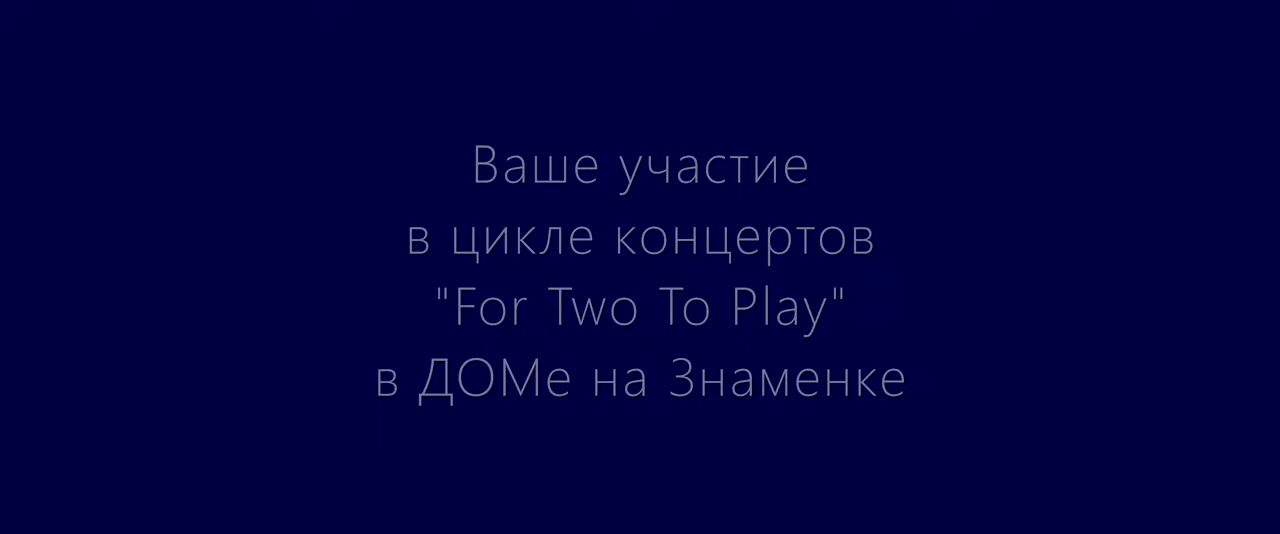 Ваше участие
в цикле концертов
"For Two To Play"
в ДОМе на Знаменке